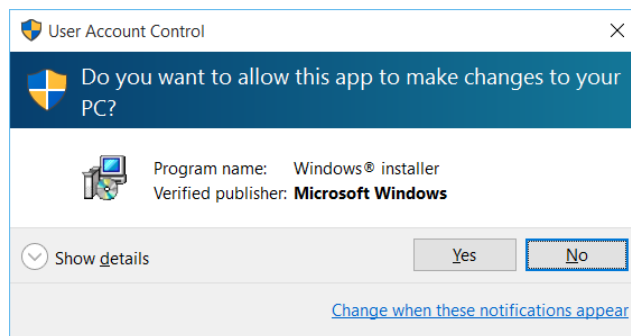 User Account Control
Do you want to allow this app to make changes to your
PC?
Program name: Windows® installer
Verified publisher: Microsoft Windows
Show details
Yes
No
Change when these notifications appear